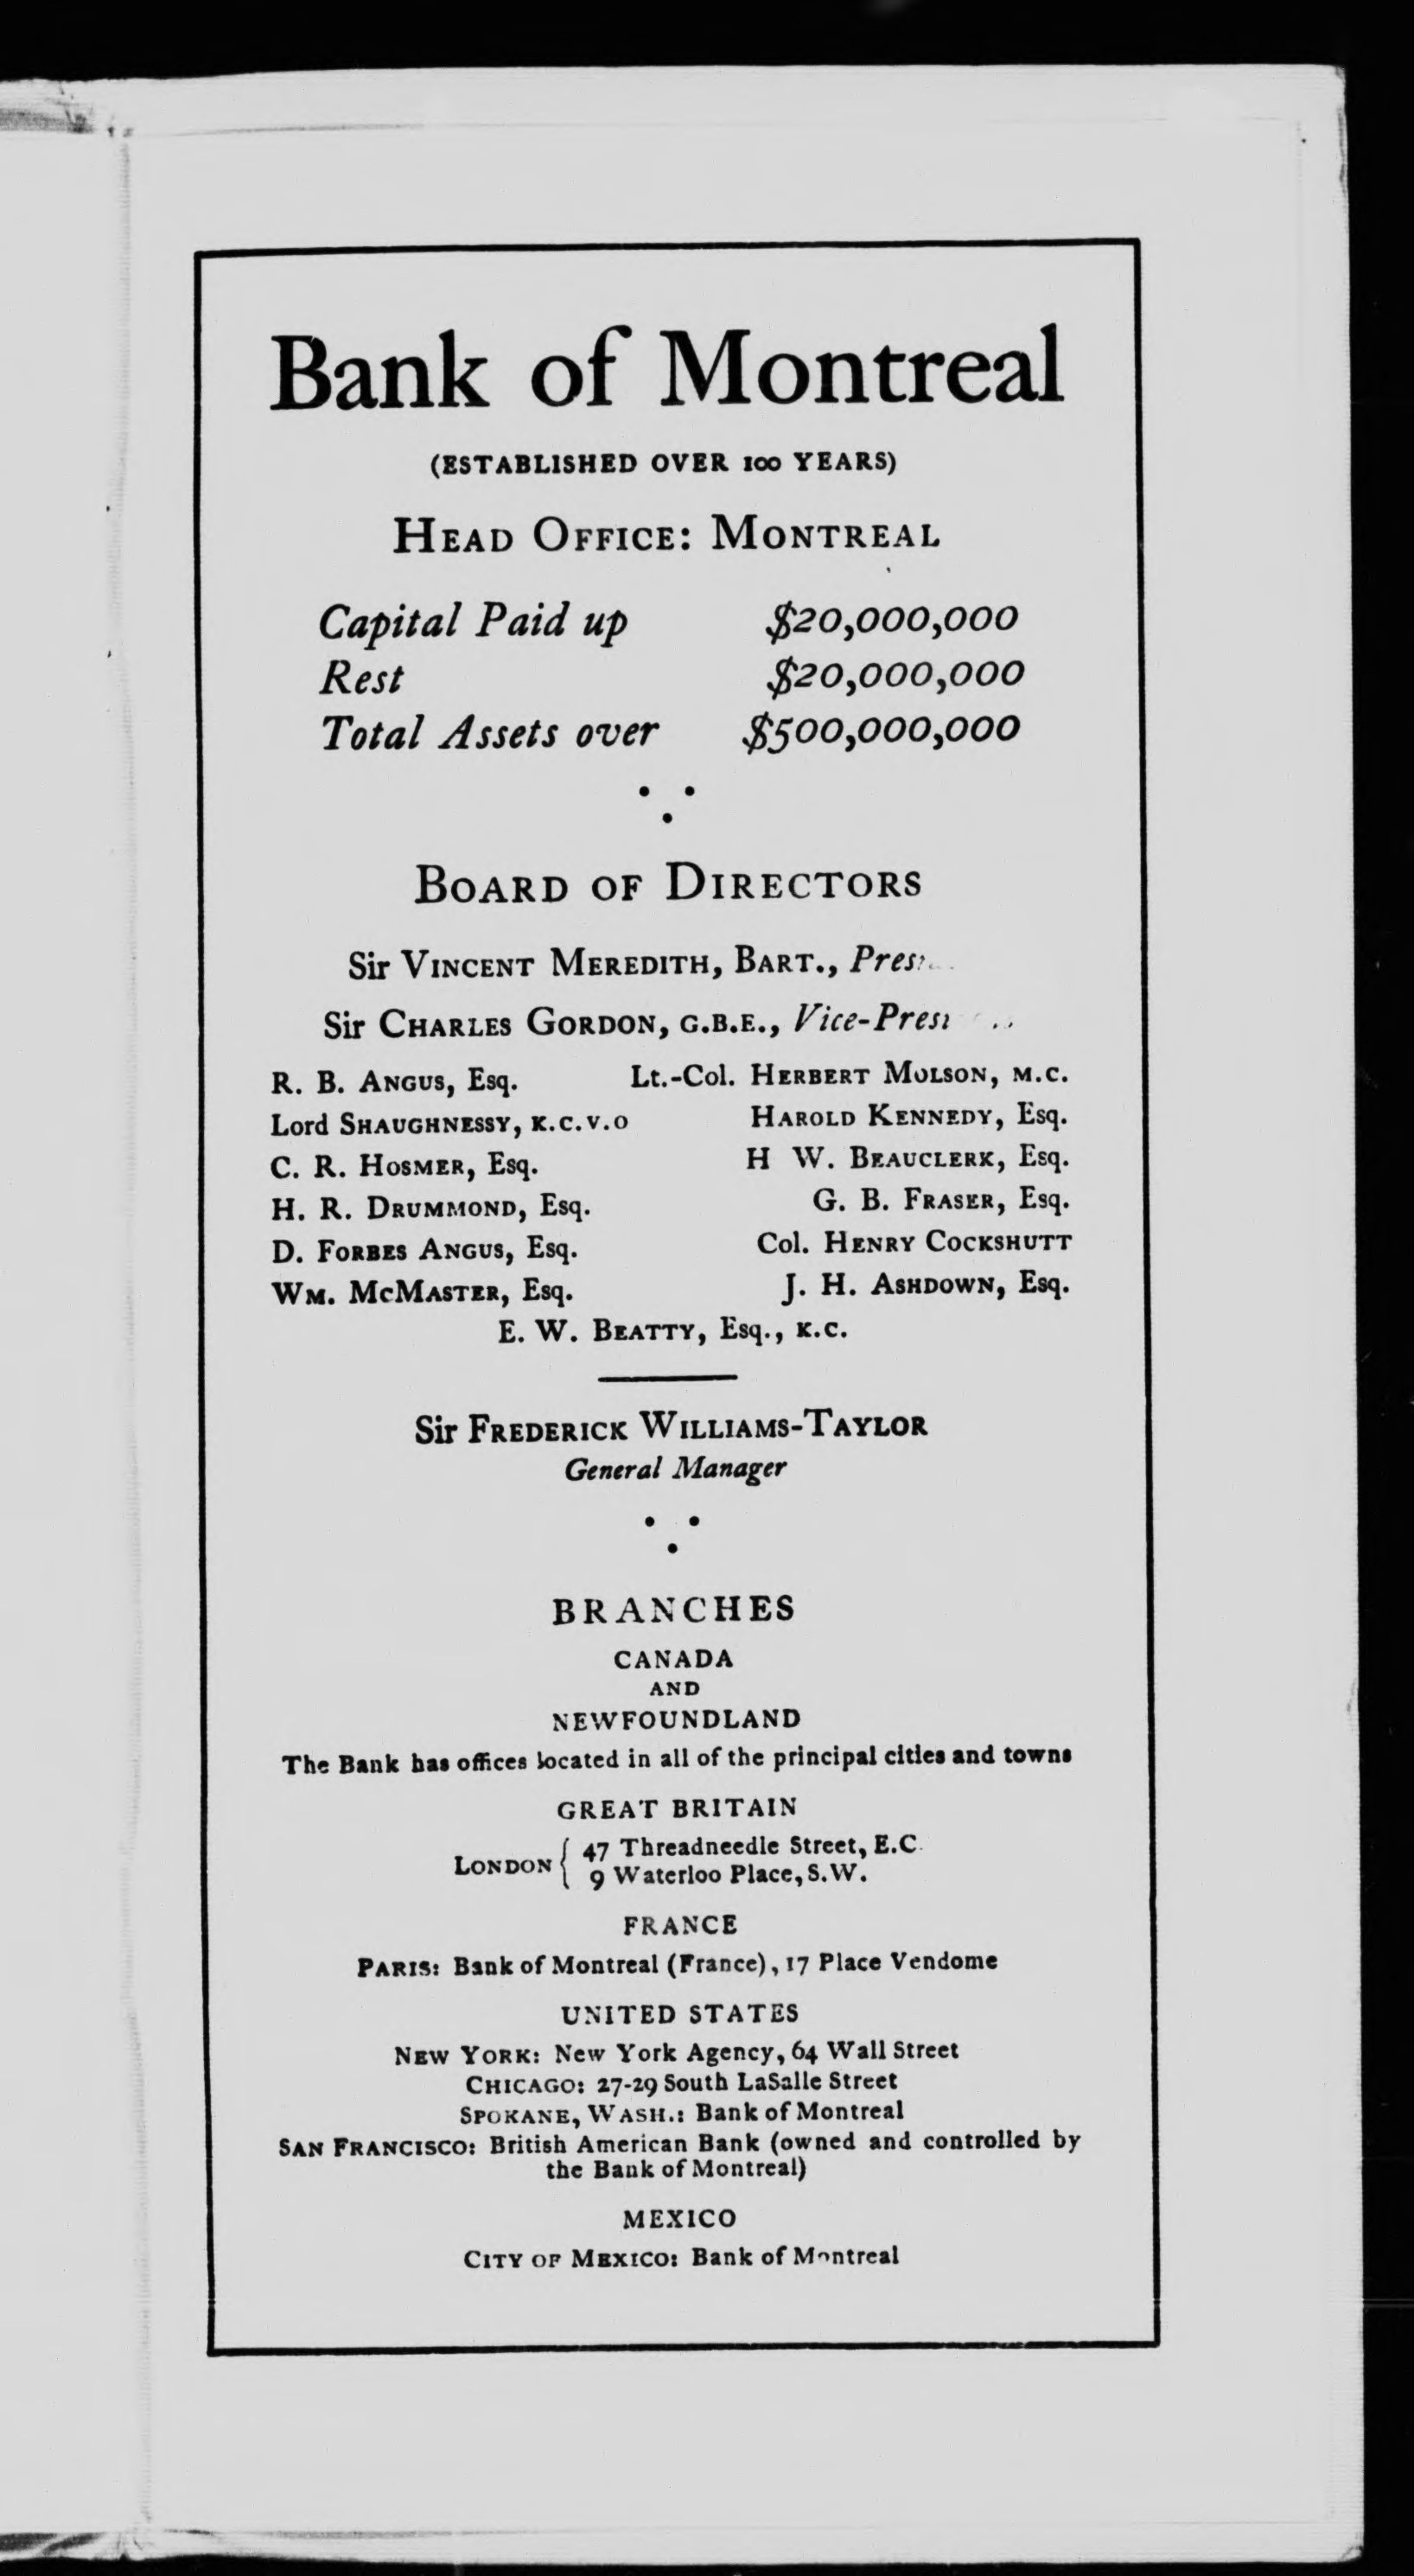 Bank of Montreal
(ESTABLISHED OVER 100 YEARS)
HEAD OFFICE: MONTREAL
Capital Paid up $20,000,000
Rest $20,000,000
Total Assets over $500,000,000
BOARD OF DIRECTORS
Sir VINCENT MEREDITH, BART.,
Sir CHARLES GORDON, G.B.E.,
R. B. ANGUS, Esq. Lt.-Col. HERBERT MOLSON, M.C.
Lord SHAUGHNESSY, K.C.V.O HAROLD KENNEDY, Esq.
C. R. HOSMER, Esq. H W. BEAUCLERK, Esq.
H. R. DRUMMOND, Esq. G. B. FRASER, Esq.
D. FORBES ANGUS, Esq. Col. HENRY COCKSHUTT
WM. MCMASTER, Esq. J. H. ASHDOWN, Esq.
E. W. BEATTY, Esq., K.C.
Sir FREDERICK WILLIAMS-TAYLOR
General Manager
BRANCHES
CANADA
AND
NEWFOUNDLAND
The Bank has offices located in all of the principal cities and towns
GREAT BRITAIN
LONDON { 47 Threadneedle Street, E.C.
9 Waterloo Place, S.W.
FRANCE
PARIS: Bank of Montreal (France), 17 Place Vendome
UNITED STATES
NEW YORK: New York Agency, 64 Wall Street
CHICAGO: 27-29 South LaSalle Street
SPOKANE, WASH.: Bank of Montreal
SAN FRANCISCO: British American Bank (owned and controlled by
the Bank of Montreal)
MEXICO
CITY OF MEXICO: Bank of Montreal